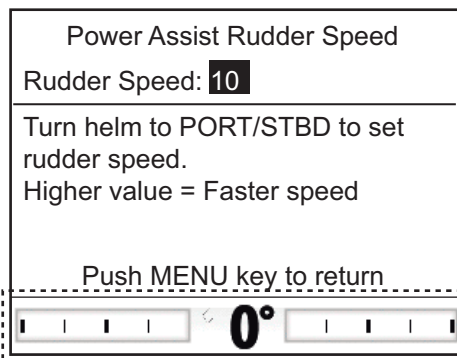 Power Assist Rudder Speed
Rudder Speed: 10
Turn helm to PORT/STBD to set
rudder speed.
Higher value = Faster speed
Push MENU key to return
0°